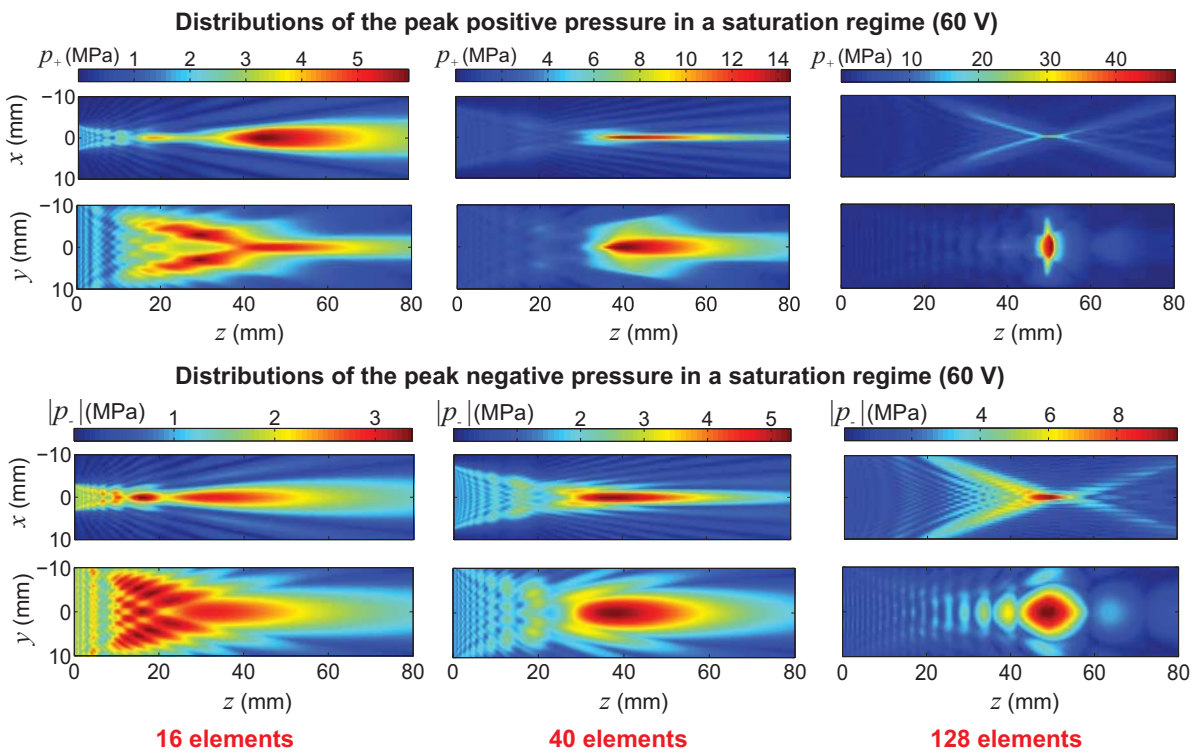 Distributions of the peak positive pressure in a saturation regime (60 V)
p+ (MPa) 1 2 3 4 5
p+ (MPa) 4 6 8 10 12 14
p+ (MPa) 10 20 30 40
x (mm) −10 0 10
y (mm) −10 0 10
0 20 40 60 80
0 20 40 60 80
0 20 40 60 80
z (mm)
z (mm)
z (mm)
Distributions of the peak negative pressure in a saturation regime (60 V)
|p-| (MPa) 1 2 3
|p-| (MPa) 2 3 4 5
|p-| (MPa) 4 6 8
x (mm) −10 0 10
y (mm) −10 0 10
0 20 40 60 80
0 20 40 60 80
0 20 40 60 80
z (mm)
z (mm)
z (mm)
16 elements
40 elements
128 elements